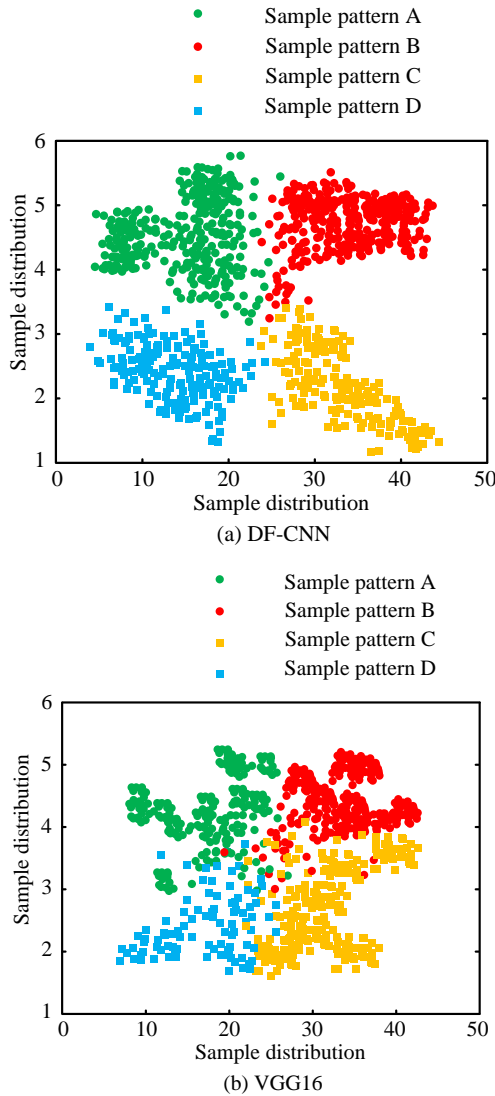 Sample pattern A
Sample pattern B
Sample pattern C
Sample pattern D
6
5
4
3
2
1
Sample distribution
0 10 20 30 40 50
Sample distribution
(a) DF-CNN
Sample pattern A
Sample pattern B
Sample pattern C
Sample pattern D
6
5
4
3
2
1
Sample distribution
0 10 20 30 40 50
Sample distribution
(b) VGG16